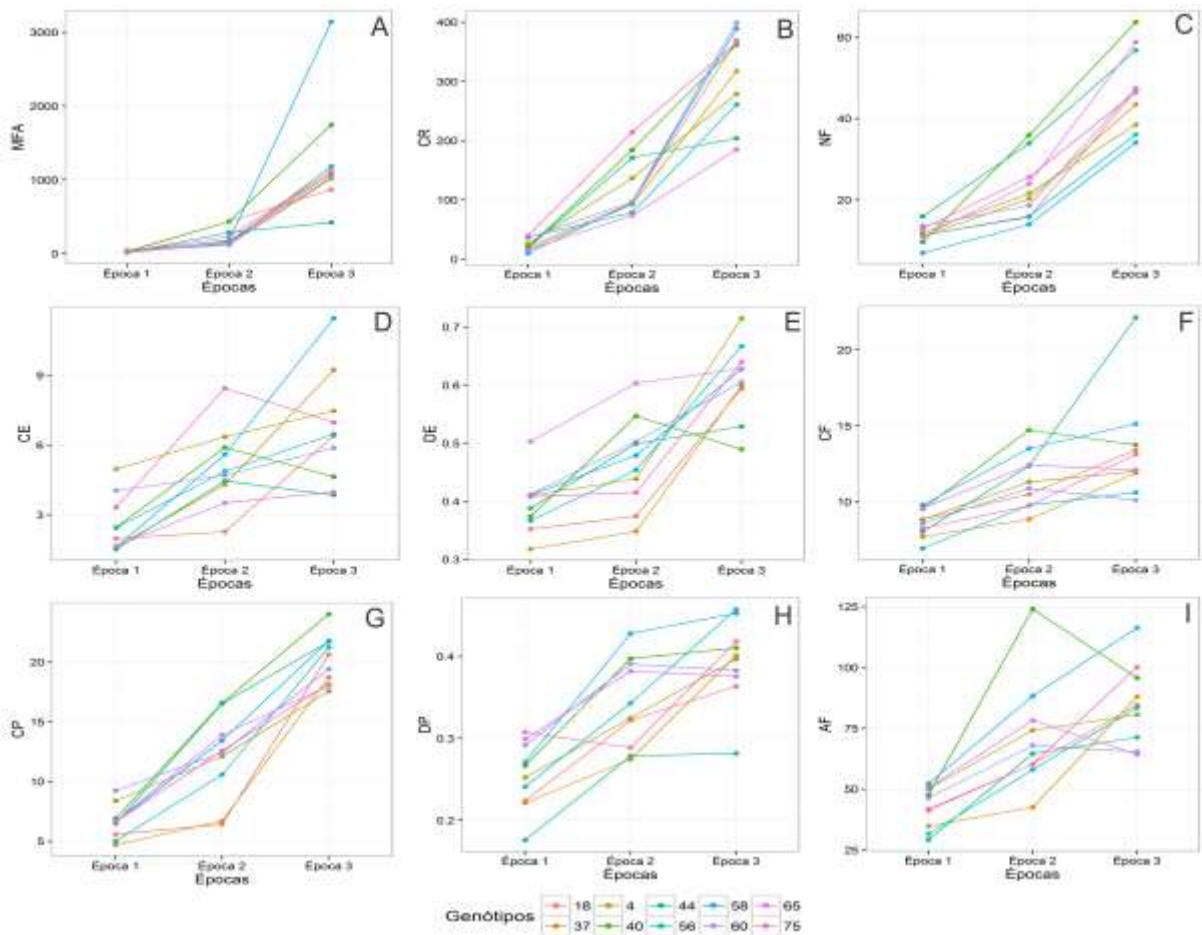 A
MFA
3000
2000
1000
0
Época 1 Época 2 Época 3
Épocas
B
CR
400
300
200
100
0
Época 1 Época 2 Época 3
Épocas
C
NF
60
40
20
Época 1 Época 2 Época 3
Épocas
D
CE
9
6
3
Época 1 Época 2 Época 3
Épocas
E
DE
0.7
0.6
0.5
0.4
0.3
Época 1 Época 2 Época 3
Épocas
F
CF
20
15
10
Época 1 Época 2 Época 3
Épocas
G
CP
20
15
10
5
Época 1 Época 2 Época 3
Épocas
H
DP
0.4
0.3
0.2
Época 1 Época 2 Época 3
Épocas
I
AF
125
100
75
50
25
Época 1 Época 2 Época 3
Épocas
Genótipos
18 4 44 58 65
37 40 56 60 75